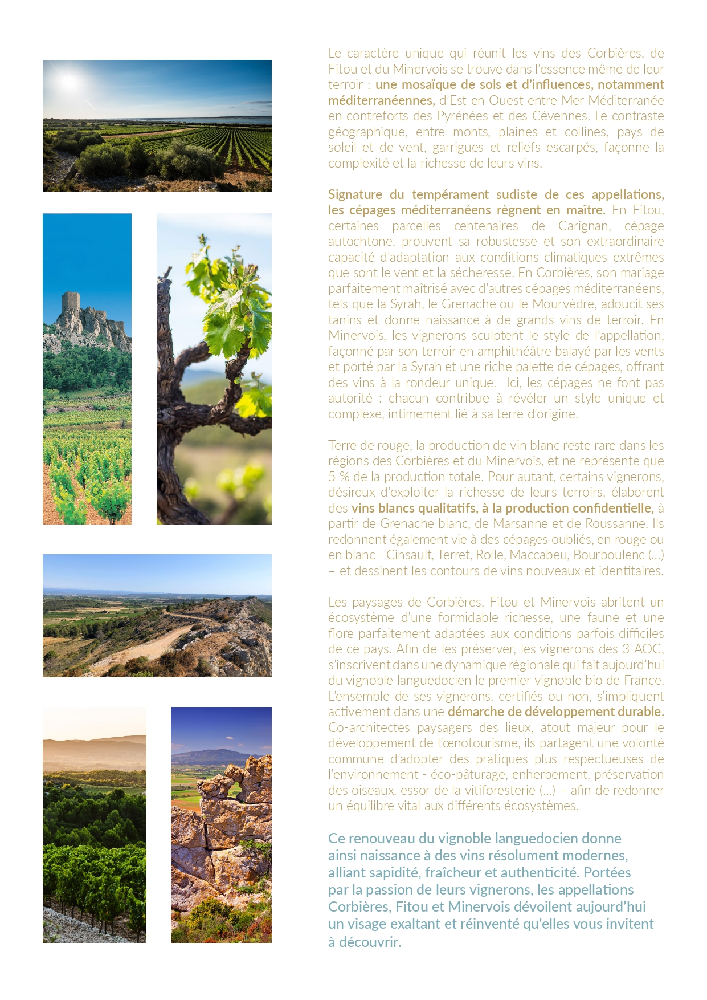 Le caractère unique qui réunit les vins des Corbières, de
Fitou et du Minervois se trouve dans l’essence même de leur
terroir : une mosaïque de sols et d’influences, notamment
méditerranéennes, d’Est en Ouest entre Mer Méditerranée
en contreforts des Pyrénées et des Cévennes. Le contraste
géographique, entre monts, plaines et collines, pays de
soleil et de vent, garrigues et reliefs escarpés, façonne la
complexité et la richesse de leurs vins.
Signature du tempérament sudiste de ces appellations,
les cépages méditerranéens règnent en maître. En Fitou,
certaines parcelles centenaires de Carignan, cépage
autochtone, prouvent sa robustesse et son extraordinaire
capacité d’adaptation aux conditions climatiques extrêmes
que sont le vent et la sécheresse. En Corbières, son mariage
parfaitement maîtrisé avec d’autres cépages méditerranéens,
tels que la Syrah, le Grenache ou le Mourvèdre, adoucit ses
tanins et donne naissance à de grands vins de terroir. En
Minervois, les vignerons sculptent le style de l’appellation,
façonné par son terroir en amphithéâtre balayé par les vents
et porté par la Syrah et une riche palette de cépages, offrant
des vins à la rondeur unique. Ici, les cépages ne font pas
autorité : chacun contribue à révéler un style unique et
complexe, intimement lié à sa terre d’origine.
Terre de rouge, la production de vin blanc reste rare dans les
régions des Corbières et du Minervois, et ne représente que
5 % de la production totale. Pour autant, certains vignerons,
désireux d’exploiter la richesse de leurs terroirs, élaborent
des vins blancs qualitatifs, à la production confidentielle, à
partir de Grenache blanc, de Marsanne et de Roussanne. Ils
redonnent également vie à des cépages oubliés, en rouge ou
en blanc - Cinsault, Terret, Rolle, Maccabeu, Bourboulenc (…)
– et dessinent les contours de vins nouveaux et identitaires.
Les paysages de Corbières, Fitou et Minervois abritent un
écosystème d’une formidable richesse, une faune et une
flore parfaitement adaptées aux conditions parfois difficiles
de ce pays. Afin de les préserver, les vignerons des 3 AOC,
s’inscrivent dans une dynamique régionale qui fait aujourd’hui
du vignoble languedocien le premier vignoble bio de France.
L’ensemble de ses vignerons, certifiés ou non, s’impliquent
activement dans une démarche de développement durable.
Co-architectes paysagers des lieux, atout majeur pour le
développement de l’œnotourisme, ils partagent une volonté
commune d’adopter des pratiques plus respectueuses de
l’environnement - éco-pâturage, enherbement, préservation
des oiseaux, essor de la vitiforesterie (…) – afin de redonner
un équilibre vital aux différents écosystèmes.
Ce renouveau du vignoble languedocien donne
ainsi naissance à des vins résolument modernes,
alliant sapidité, fraîcheur et authenticité. Portées
par la passion de leurs vignerons, les appellations
Corbières, Fitou et Minervois dévoilent aujourd’hui
un visage exaltant et réinventé qu’elles vous invitent
à découvrir.